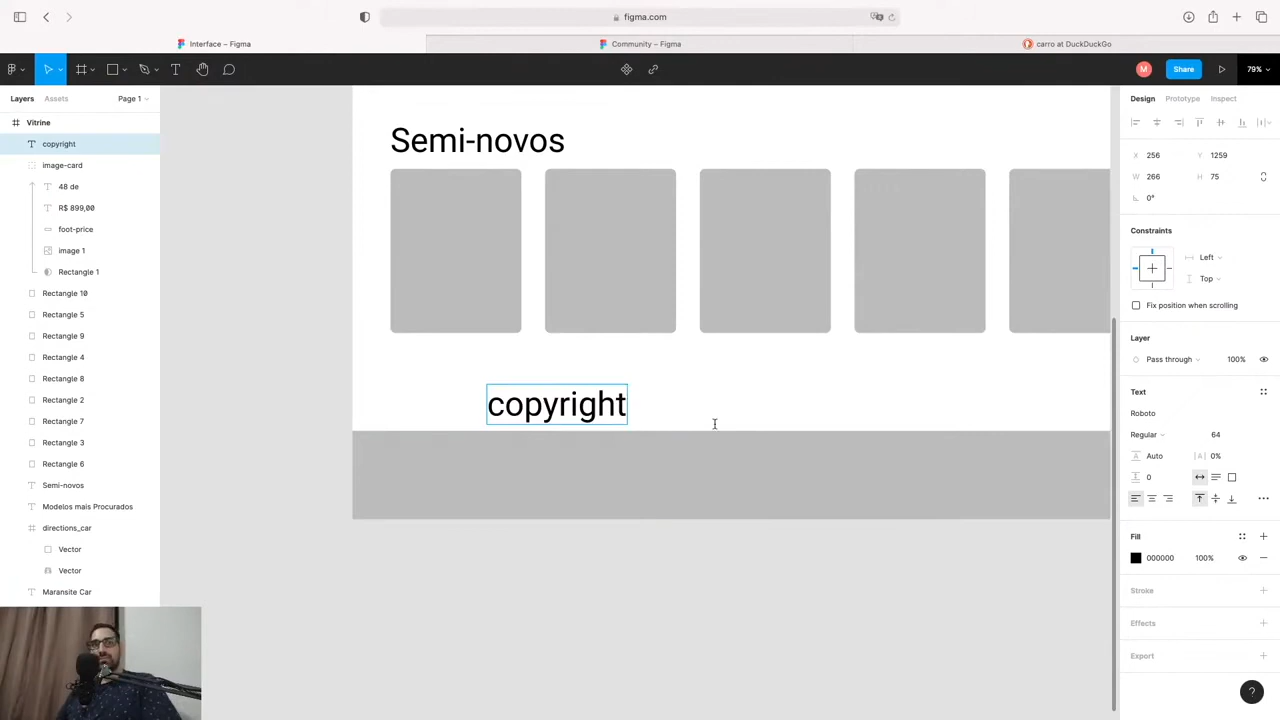 figma.com
Interface – Figma
Community – Figma
carro at DuckDuckGo
M
Share
79%
Layers
Assets
Page 1
Design
Prototype
Inspect
Vitrine
copyright
image-card
48 de
R$ 899,00
foot-price
image 1
Rectangle 1
Rectangle 10
Rectangle 5
Rectangle 9
Rectangle 4
Rectangle 8
Rectangle 2
Rectangle 7
Rectangle 3
Rectangle 6
Semi-novos
Modelos mais Procurados
directions_car
Vector
Vector
Maransite Car
Semi-novos
copyright
X 256 Y 1259
W 266 H 75
0°
Constraints
Left
Top
Fix position when scrolling
Layer
Pass through 100%
Text
Roboto
Regular 64
Auto |A| 0%
0
Fill
000000 100%
Stroke
Effects
Export
?